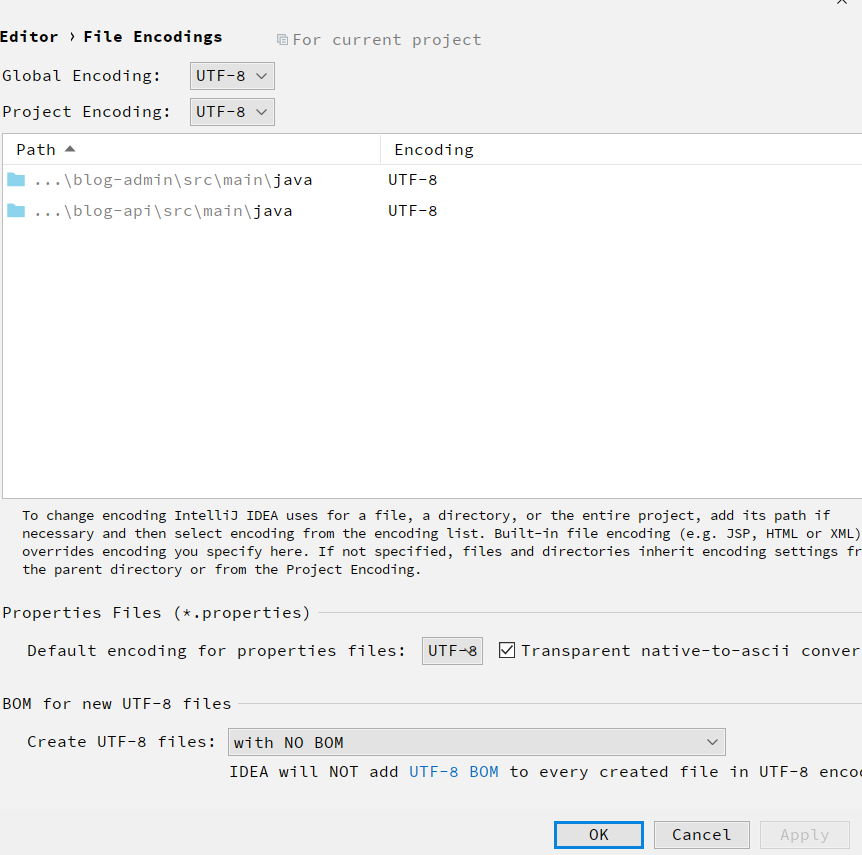 Editor › File Encodings
For current project
Global Encoding: UTF-8
Project Encoding: UTF-8
Path Encoding
...\blog-admin\src\main\java UTF-8
...\blog-api\src\main\java UTF-8
To change encoding IntelliJ IDEA uses for a file, a directory, or the entire project, add its path if
necessary and then select encoding from the encoding list. Built-in file encoding (e.g. JSP, HTML or XML)
overrides encoding you specify here. If not specified, files and directories inherit encoding settings fr
the parent directory or from the Project Encoding.
Properties Files (*.properties)
Default encoding for properties files: UTF-8 Transparent native-to-ascii conver
BOM for new UTF-8 files
Create UTF-8 files: with NO BOM
IDEA will NOT add UTF-8 BOM to every created file in UTF-8 enco
OK Cancel Apply